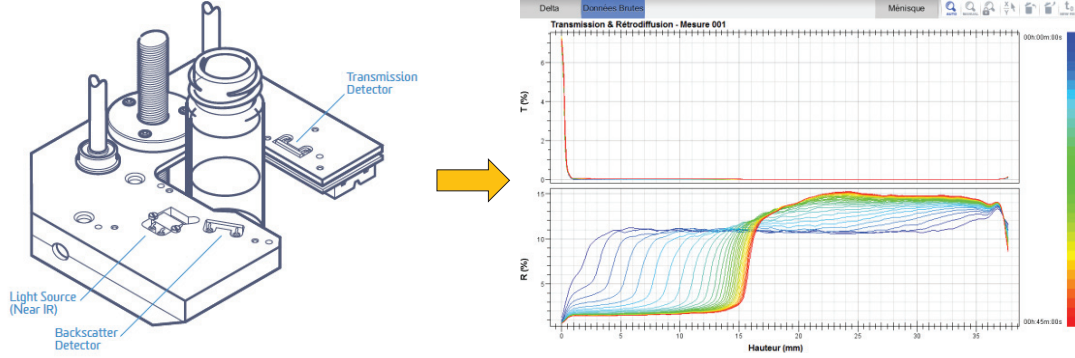 Transmission
Detector
Light Source
(Near IR)
Backscatter
Detector
Delta
Données Brutes
Ménisque
Transmission & Rétrodiffusion - Mesure 001
T (%)
6
4
2
0
00h:00m:00s
R (%)
15
10
5
00h:45m:00s
0
5
10
15
20
25
30
35
Hauteur (mm)